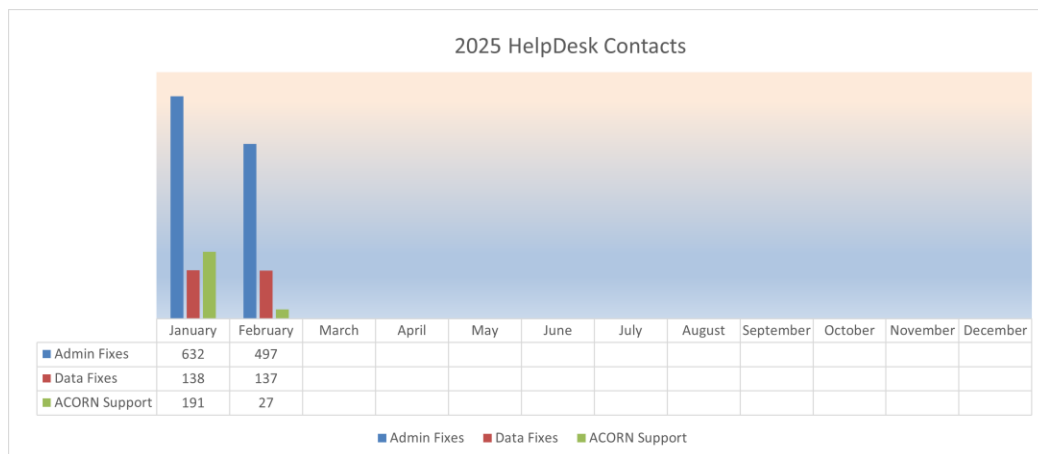 2025 HelpDesk Contacts
January February March April May June July August September October November December
Admin Fixes 632 497
Data Fixes 138 137
ACORN Support 191 27
Admin Fixes Data Fixes ACORN Support